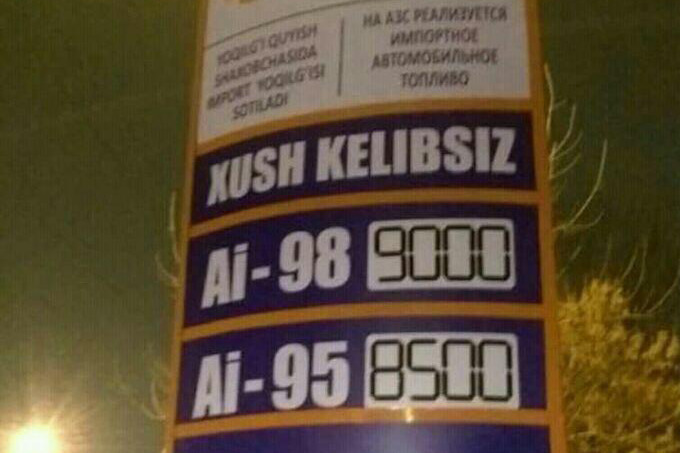 YOQILG'I QUYISH
SHAXOBCHASIDA
IMPORT YOQILG'ISI
SOTILADI
НА АЗС РЕАЛИЗУЕТСЯ
ИМПОРТНОЕ
АВТОМОБИЛЬНОЕ
ТОПЛИВО
XUSH KELIBSIZ
Ai-98 9000
Ai-95 8500